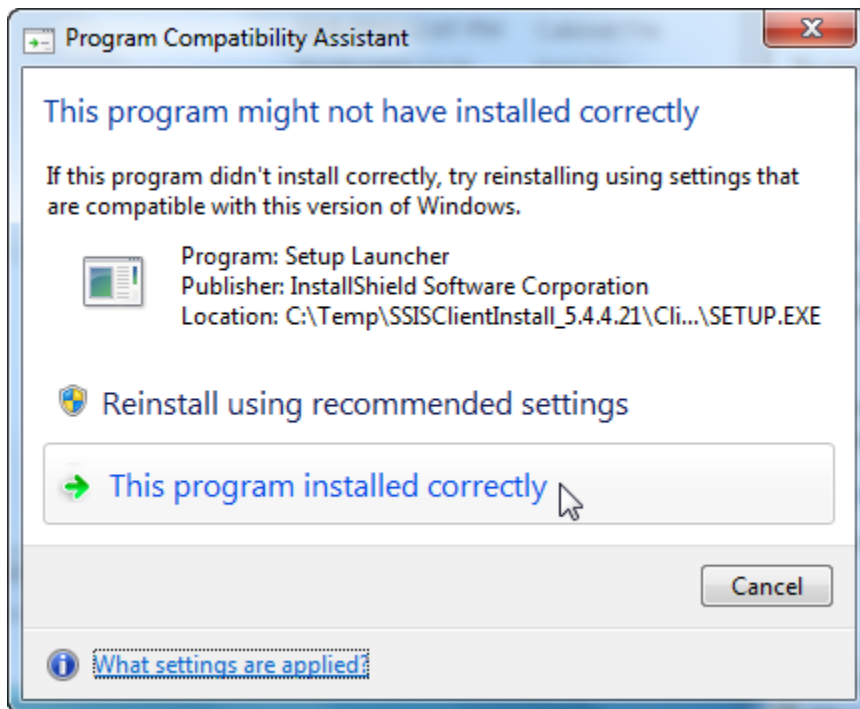 Program Compatibility Assistant
This program might not have installed correctly
If this program didn't install correctly, try reinstalling using settings that
are compatible with this version of Windows.
Program: Setup Launcher
Publisher: InstallShield Software Corporation
Location: C:\Temp\SSISClientInstall_5.4.4.21\Cli...\SETUP.EXE
Reinstall using recommended settings
This program installed correctly
Cancel
What settings are applied?